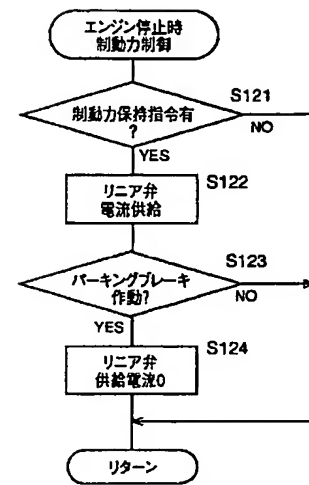 エンジン停止時
制動力制御
S121
制動力保持指令有
?
NO
YES
S122
リニア弁
電流供給
S123
パーキングブレーキ
作動?
NO
YES
S124
リニア弁
供給電流0
リターン